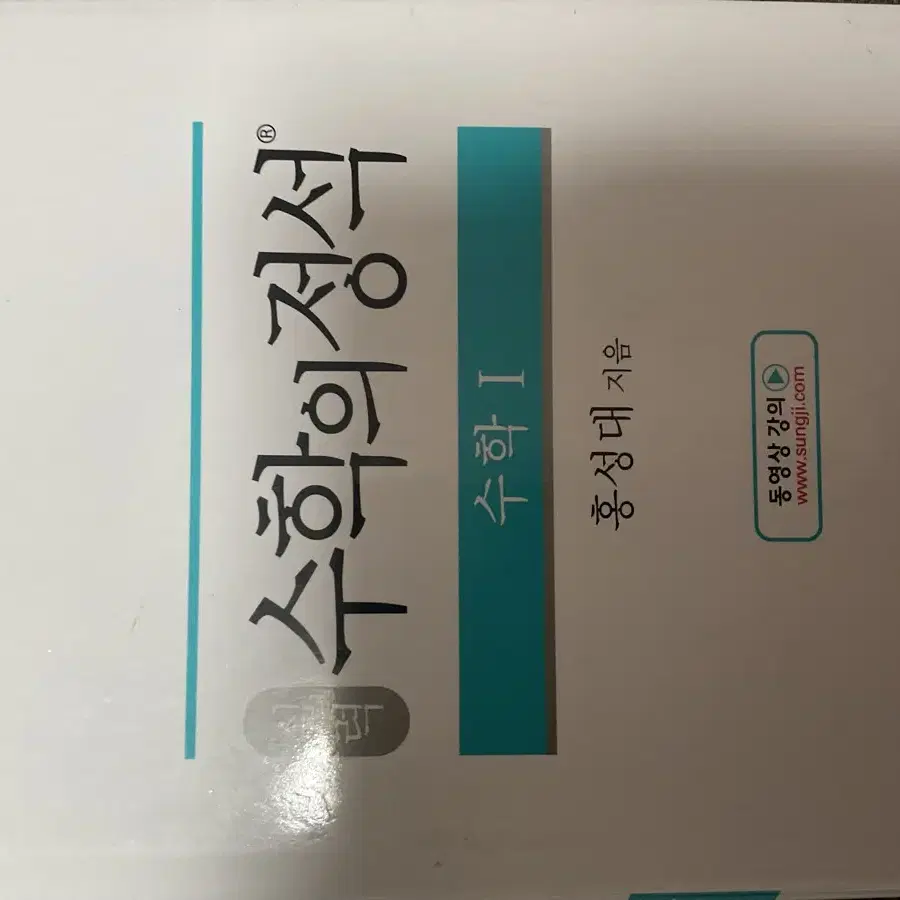 수학의 정석®
수학 I
홍성대 지음
동영상 강의
www.sungji.com